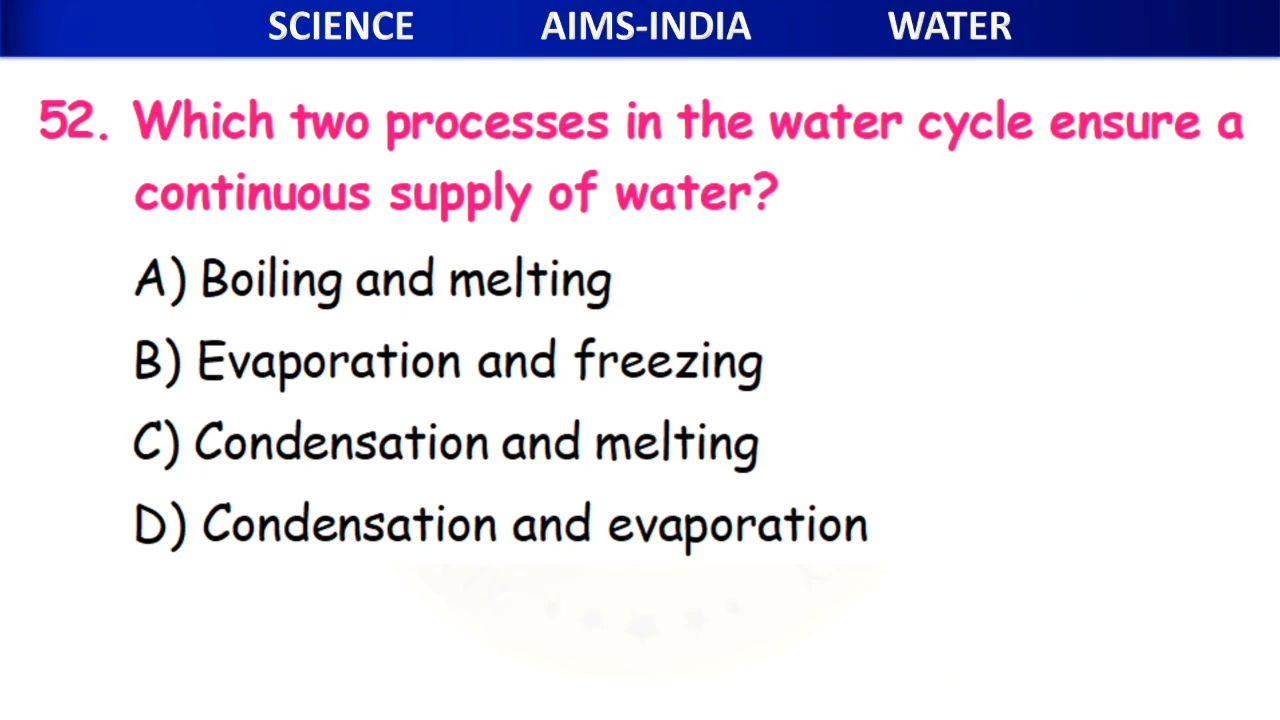 SCIENCE AIMS-INDIA WATER
52. Which two processes in the water cycle ensure a
continuous supply of water?
A) Boiling and melting
B) Evaporation and freezing
C) Condensation and melting
D) Condensation and evaporation